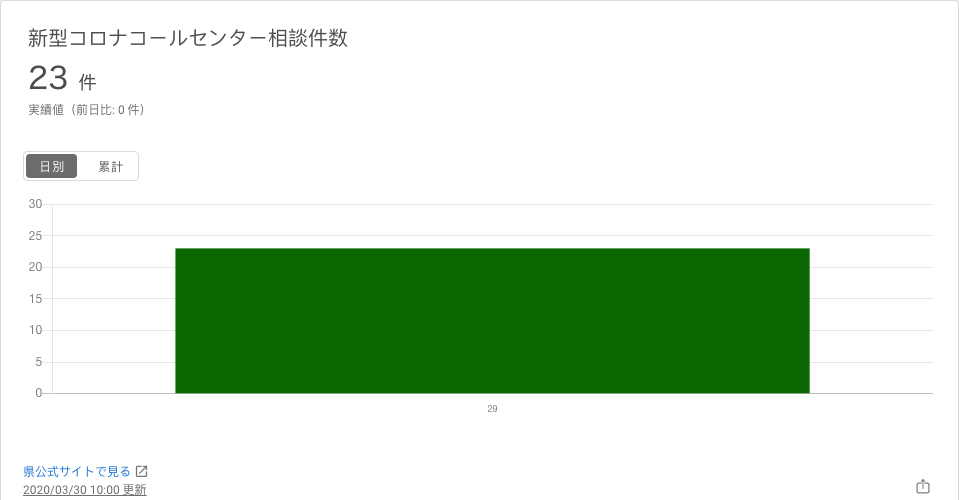 新型コロナコールセンター相談件数
23 件
実績値（前日比: 0 件）
日別 累計
30
25
20
15
10
5
0
29
県公式サイトで見る
2020/03/30 10:00 更新